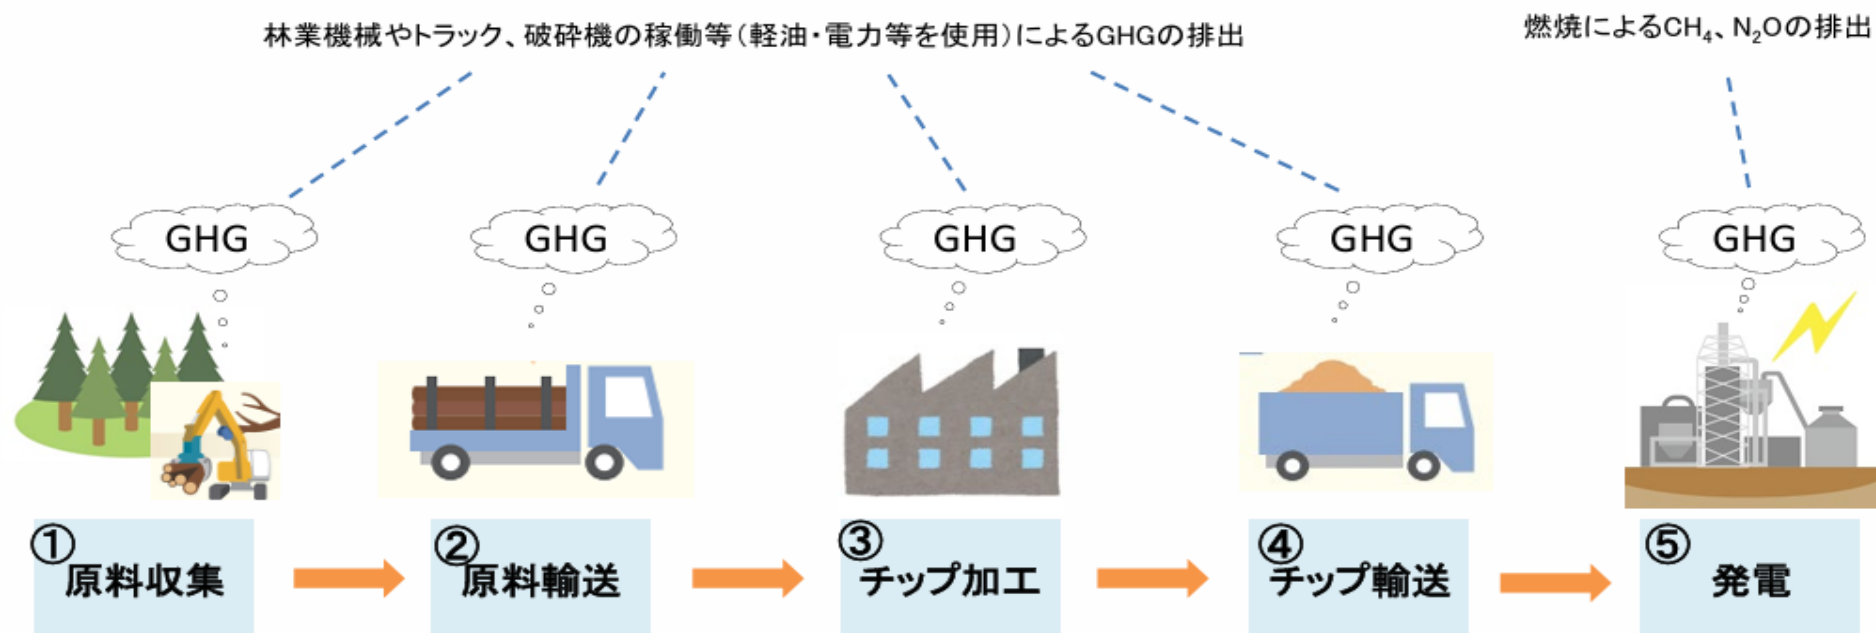 林業機械やトラック、破砕機の稼働等（軽油・電力等を使用）によるGHGの排出
燃焼によるCH₄、N₂Oの排出
GHG
GHG
GHG
GHG
GHG
①
原料収集
②
原料輸送
③
チップ加工
④
チップ輸送
⑤
発電